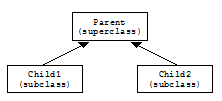 Parent
(superclass)
Child1
(subclass)
Child2
(subclass)